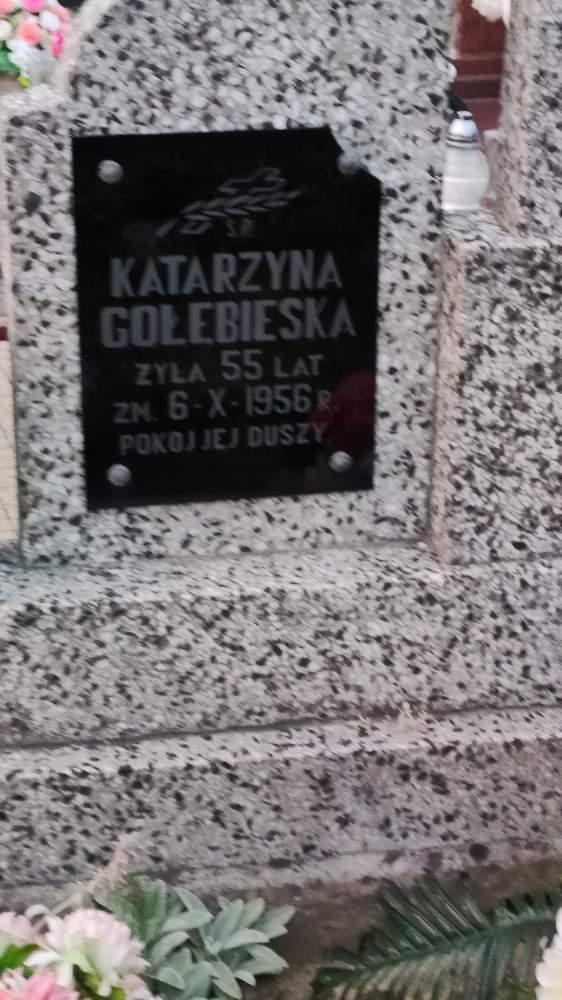 Ś.P.
KATARZYNA
GOŁEBIESKA
ŻYŁA 55 LAT
ZM. 6-X-1956 R.
POKÓJ JEJ DUSZY.